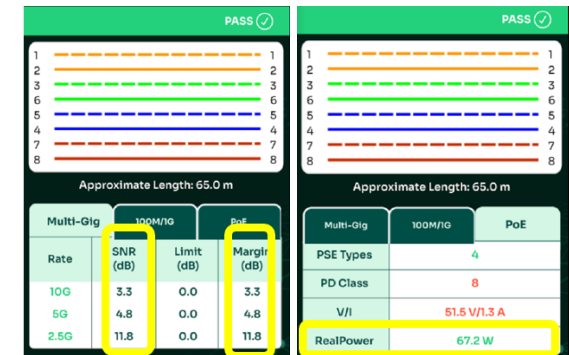 PASS
1 1
2 2
3 3
6 6
5 5
4 4
7 7
8 8
Approximate Length: 65.0 m
Multi-Gig 100M/1G PoE
Rate SNR (dB) Limit (dB) Margin (dB)
10G 3.3 0.0 3.3
5G 4.8 0.0 4.8
2.5G 11.8 0.0 11.8
PASS
1 1
2 2
3 3
6 6
5 5
4 4
7 7
8 8
Approximate Length: 65.0 m
Multi-Gig 100M/1G PoE
PSE Types 4
PD Class 8
V/I 51.5 V/1.3 A
RealPower 67.2 W